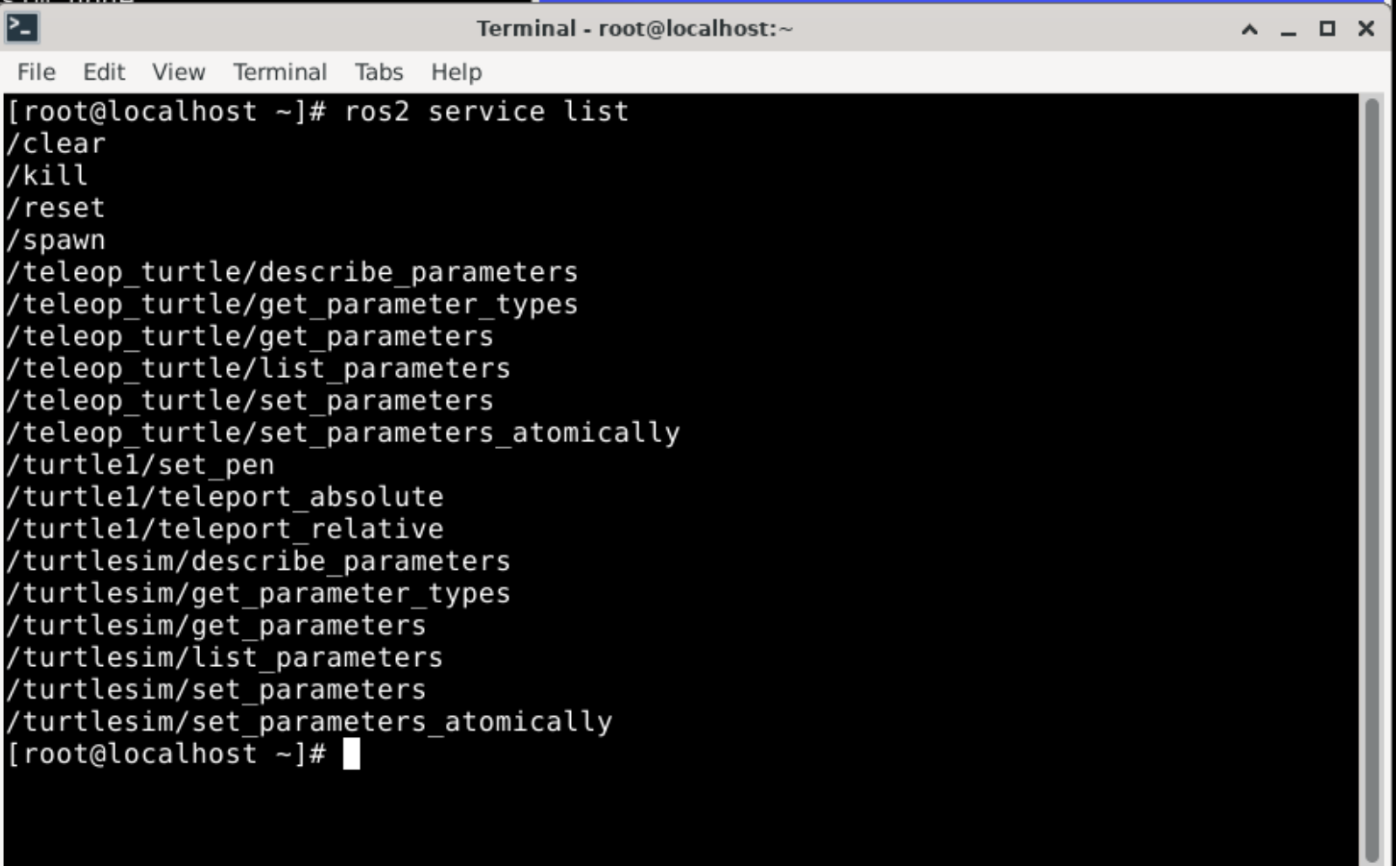 Terminal - root@localhost:~
File Edit View Terminal Tabs Help
[root@localhost ~]# ros2 service list
/clear
/kill
/reset
/spawn
/teleop_turtle/describe_parameters
/teleop_turtle/get_parameter_types
/teleop_turtle/get_parameters
/teleop_turtle/list_parameters
/teleop_turtle/set_parameters
/teleop_turtle/set_parameters_atomically
/turtle1/set_pen
/turtle1/teleport_absolute
/turtle1/teleport_relative
/turtlesim/describe_parameters
/turtlesim/get_parameter_types
/turtlesim/get_parameters
/turtlesim/list_parameters
/turtlesim/set_parameters
/turtlesim/set_parameters_atomically
[root@localhost ~]#